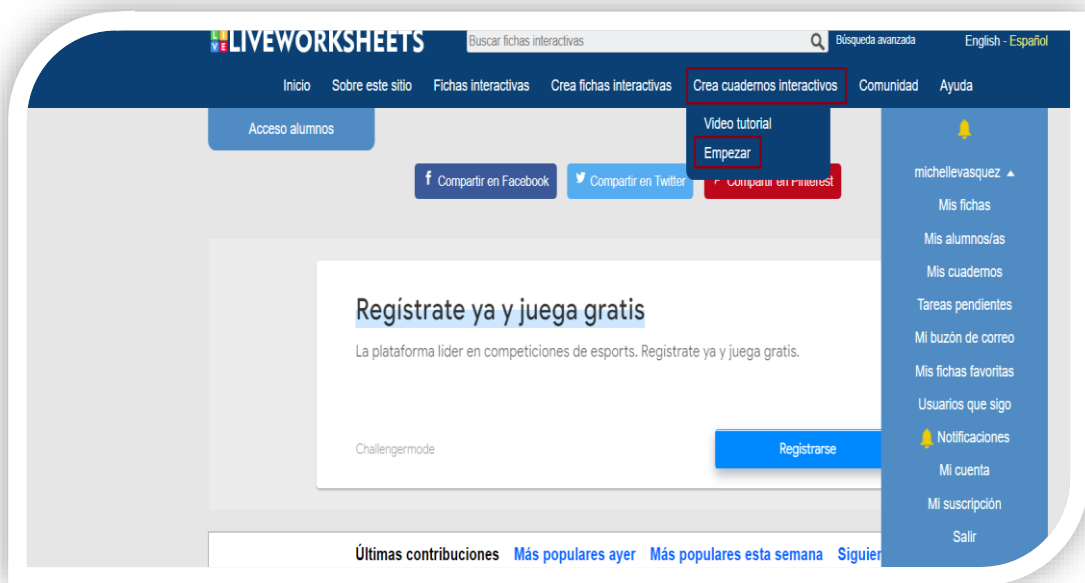 LIVE LIVEWORKSHEETS
Buscar fichas interactivas
Búsqueda avanzada
English - Español
Inicio Sobre este sitio Fichas interactivas Crea fichas interactivas Crea cuadernos interactivos Comunidad Ayuda
Acceso alumnos
Video tutorial
Empezar
Compartir en Facebook
Compartir en Twitter
Compartir en Pinterest
michellevasquez
Mis fichas
Mis alumnos/as
Mis cuadernos
Tareas pendientes
Mi buzón de correo
Mis fichas favoritas
Usuarios que sigo
Notificaciones
Mi cuenta
Mi suscripción
Salir
Regístrate ya y juega gratis
La plataforma líder en competiciones de esports. Regístrate ya y juega gratis.
Challengermode
Registrarse
Últimas contribuciones Más populares ayer Más populares esta semana